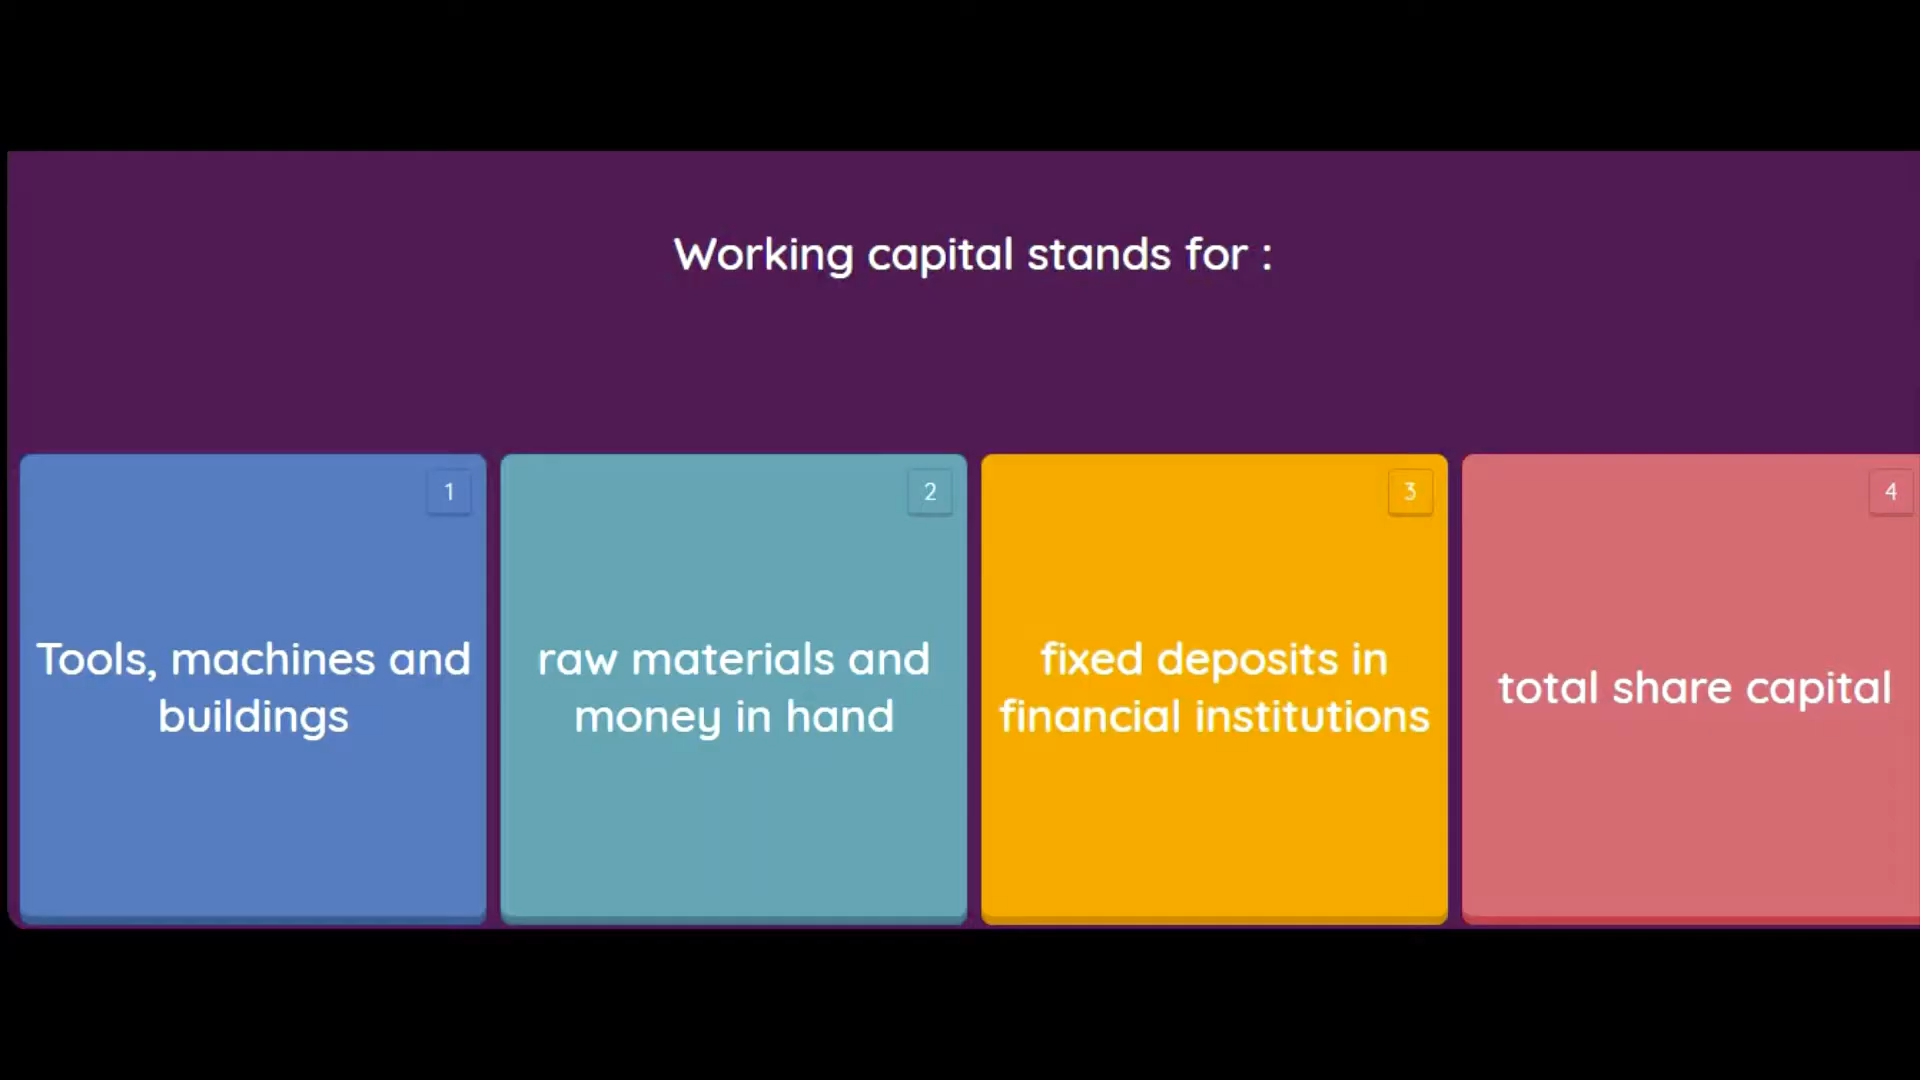 Working capital stands for :
1
2
3
4
Tools, machines and
buildings
raw materials and
money in hand
fixed deposits in
financial institutions
total share capital